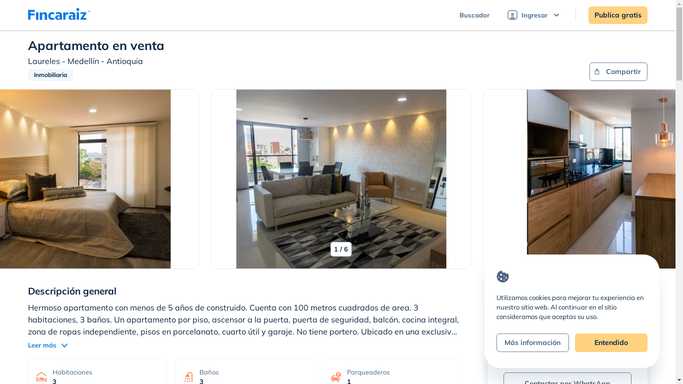 Fincaraiz
Buscador
Ingresar
Publica gratis
Apartamento en venta
Laureles - Medellín - Antioquia
Inmobiliaria
Compartir
1 / 6
Descripción general
Hermoso apartamento con menos de 5 años de construido. Cuenta con 100 metros cuadrados de area. 3
habitaciones, 3 baños. Un apartamento por piso, ascensor a la puerta, puerta de seguridad, balcón, cocina integral,
zona de ropas independiente, pisos en porcelanato, cuarto útil y garaje. No tiene portero. Ubicado en una exclusiv...
Leer más
Habitaciones
3
Baños
3
Parqueaderos
1
Utilizamos cookies para mejorar tu experiencia en
nuestro sitio web. Al continuar en el sitio
consideramos que aceptas su uso.
Más información
Entendido
Contactar por WhatsApp